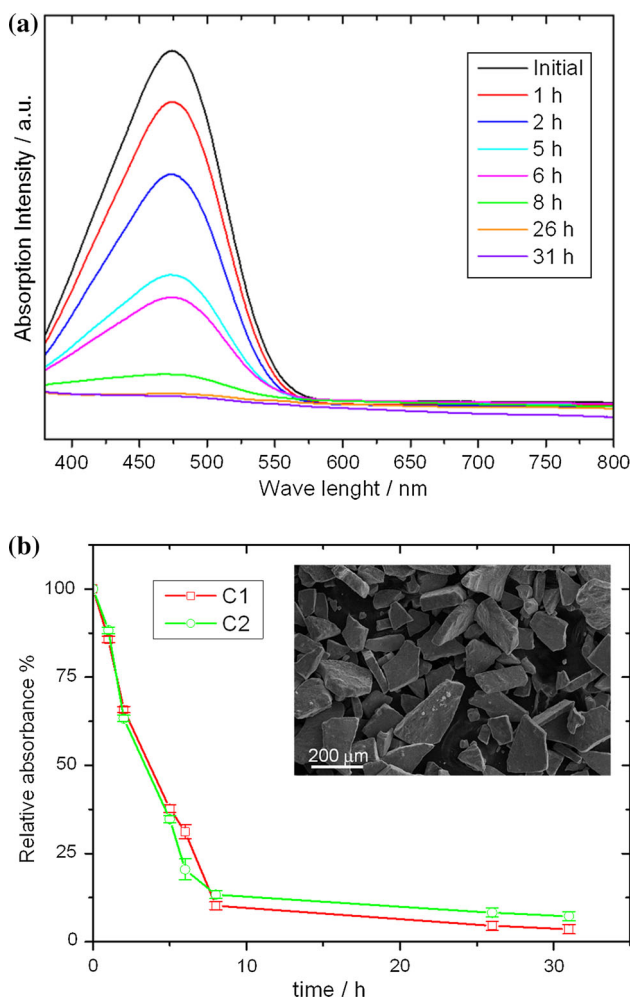 (a)
Absorption Intensity / a.u.
Initial
1 h
2 h
5 h
6 h
8 h
26 h
31 h
400 450 500 550 600 650 700 750 800
Wave lenght / nm
(b)
Relative absorbance %
100
75
50
25
0
C1
C2
200 μm
0 10 20 30
time / h